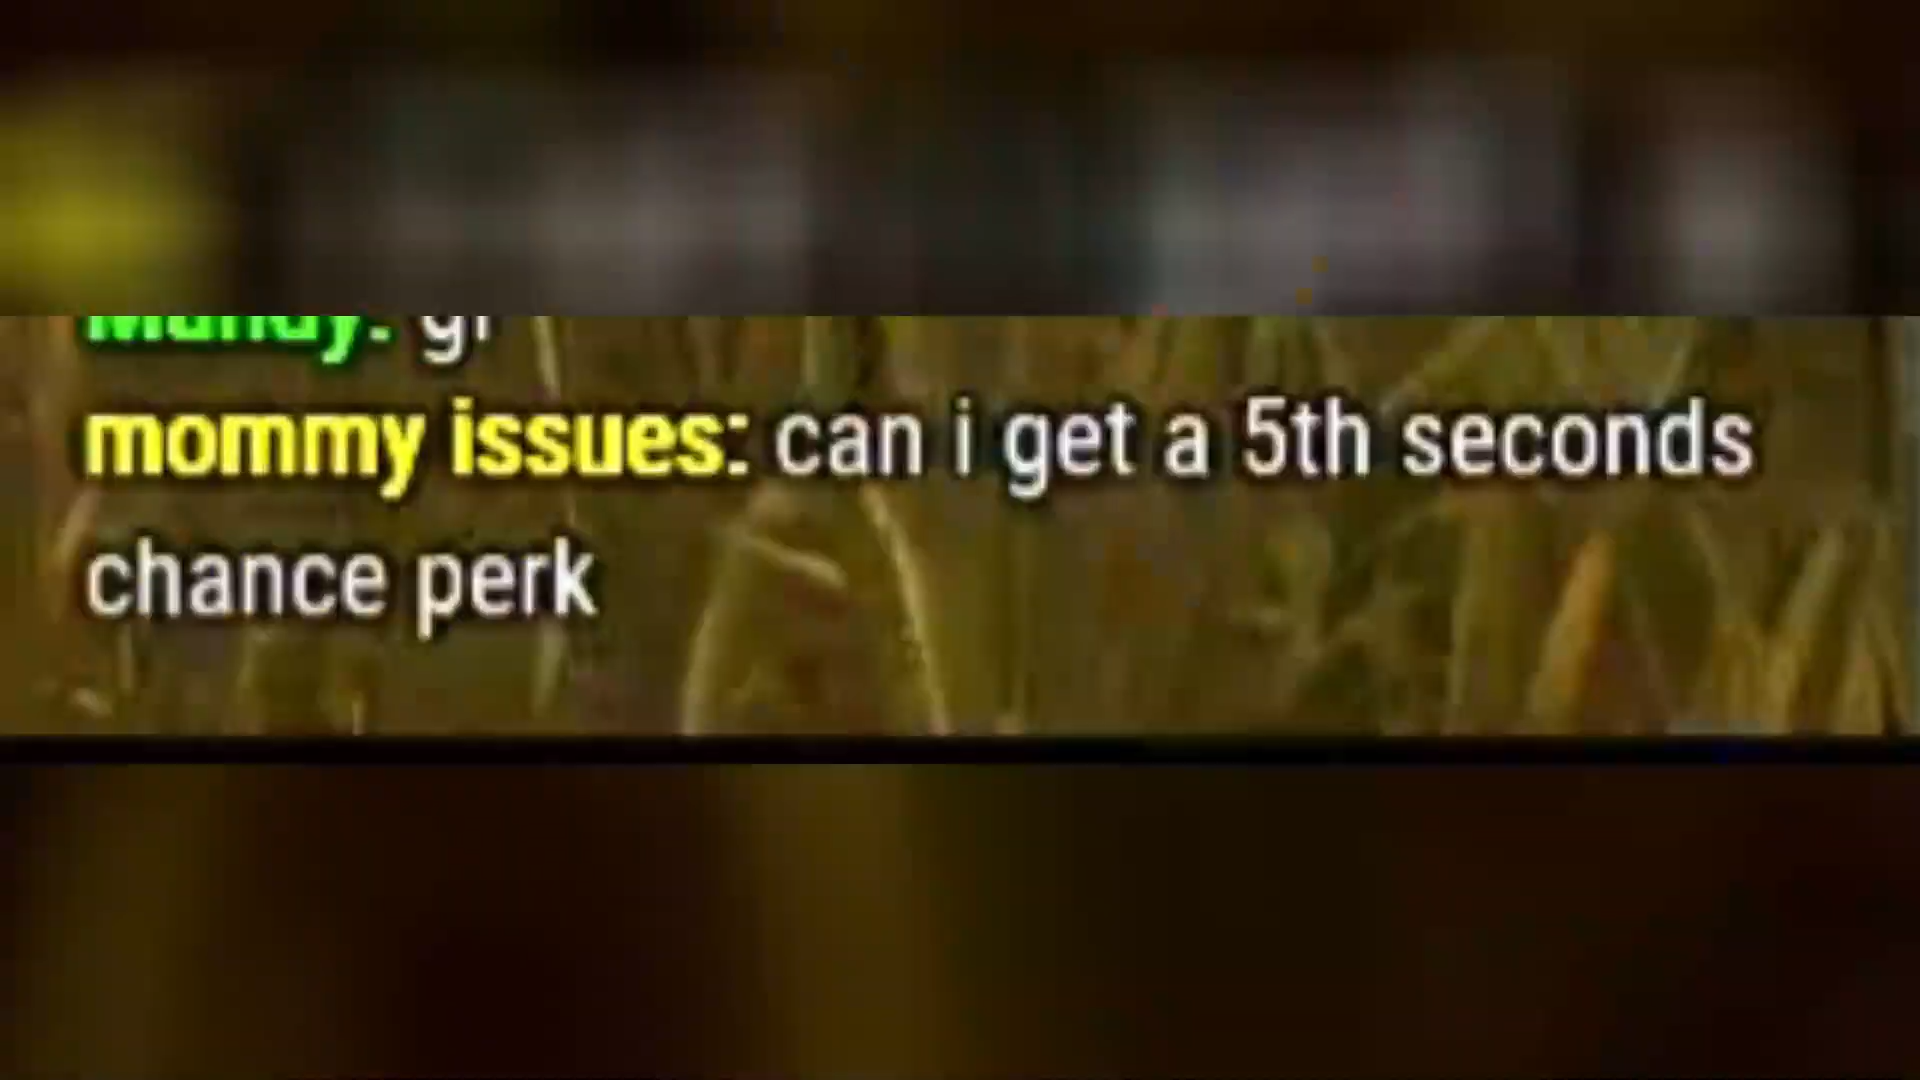 mommy issues: can i get a 5th seconds
chance perk